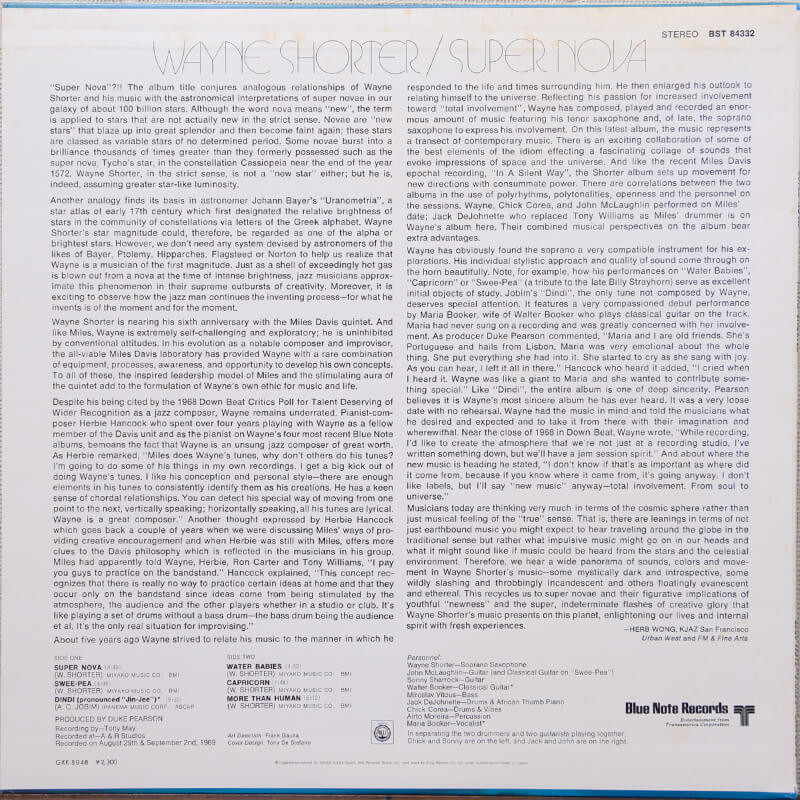 STEREO BST 84332
WAYNE SHORTER/SUPER NOVA
"Super Nova"?!! The album title conjures analogous relationships of Wayne
Shorter and his music with the astronomical interpretations of super novae in our
galaxy of about 100 billion stars. Although the word nova means "new", the term
is applied to stars that are not actually new in the strict sense. Novae are "new
stars" that blaze up into great splendor and then become faint again; these stars
are classed as variable stars of no determined period. Some novae burst into a
brilliance thousands of times greater than they formerly possessed such as the
super nova, Tycho's star, in the constellation Cassiopeia near the end of the year
1572. Wayne Shorter, in the strict sense, is not a "new star" either; but he is,
indeed, assuming greater star-like luminosity.
Another analogy finds its basis in astronomer Johann Bayer's "Uranometria", a
star atlas of early 17th century which first designated the relative brightness of
stars in the community of constellations via letters of the Greek alphabet. Wayne
Shorter's star magnitude could, therefore, be regarded as one of the alpha or
brightest stars. However, we don't need any system devised by astronomers of the
likes of Bayer, Ptolemy, Hipparches, Flagsteed or Norton to help us realize that
Wayne is a musician of the first magnitude. Just as a shell of exceedingly hot gas
is blown out from a nova at the time of intense brightness, jazz musicians approx-
imate this phenomenon in their supreme outbursts of creativity. Moreover, it is
exciting to observe how the jazz man continues the inventing process—for what he
invents is of the moment and for the moment.
Wayne Shorter is nearing his sixth anniversary with the Miles Davis quintet. And
like Miles, Wayne is extremely self-challenging and exploratory; he is uninhibited
by conventional attitudes. In his evolution as a notable composer and improvisor,
the all-viable Miles Davis laboratory has provided Wayne with a rare combination
of equipment, processes, awareness, and opportunity to develop his own concepts.
To all of these, the inspired leadership model of Miles and the stimulating aura of
the quintet add to the formulation of Wayne's own ethic for music and life.
Despite his being cited by the 1968 Down Beat Critics Poll for Talent Deserving of
Wider Recognition as a jazz composer, Wayne remains underrated. Pianist-com-
poser Herbie Hancock who spent over four years playing with Wayne as a fellow
member of the Davis unit and as the pianist on Wayne's four most recent Blue Note
albums, bemoans the fact that Wayne is an unsung jazz composer of great worth.
As Herbie remarked, "Miles does Wayne's tunes, why don't others do his tunes?
I'm going to do some of his things in my own recordings. I get a big kick out of
doing Wayne's tunes. I like his conception and personal style—there are enough
elements in his tunes to consistently identify them as his creations. He has a keen
sense of chordal relationships. You can detect his special way of moving from one
point to the next, vertically speaking; horizontally speaking, all his tunes are lyrical.
Wayne is a great composer." Another thought expressed by Herbie Hancock
which goes back a couple of years when we were discussing Miles' ways of pro-
viding creative encouragement and when Herbie was still with Miles, offers more
clues to the Davis philosophy which is reflected in the musicians in his group.
Miles had apparently told Wayne, Herbie, Ron Carter and Tony Williams, "I pay
you guys to practice on the bandstand." Hancock explained, "This concept rec-
ognizes that there is really no way to practice certain ideas at home and that they
occur only on the bandstand since ideas come from being stimulated by the
atmosphere, the audience and the other players whether in a studio or club. It's
like playing a set of drums without a bass drum—the bass drum being the audience
et al. It's the only real situation for improvising."
About five years ago Wayne strived to relate his music to the manner in which he
responded to the life and times surrounding him. He then enlarged his outlook to
relating himself to the universe. Reflecting his passion for increased involvement
toward "total involvement", Wayne has composed, played and recorded an enor-
mous amount of music featuring his tenor saxophone and, of late, the soprano
saxophone to express his involvement. On this latest album, the music represents
a transect of contemporary music. There is an exciting collaboration of some of
the best elements of the idiom effecting a fascinating collage of sounds that
evoke impressions of space and the universe. And like the recent Miles Davis
epochal recording, "In A Silent Way", the Shorter album sets up movement for
new directions with consummate power. There are correlations between the two
albums in the use of polyrhythms, polytonalities, openness and the personnel on
the sessions. Wayne, Chick Corea, and John McLaughlin performed on Miles'
date; Jack DeJohnette who replaced Tony Williams as Miles' drummer is on
Wayne's album here. Their combined musical perspectives on the album bear
extra advantages.
Wayne has obviously found the soprano a very compatible instrument for his ex-
plorations. His individual stylistic approach and quality of sound come through on
the horn beautifully. Note, for example, how his performances on "Water Babies",
"Capricorn" or "Swee-Pea" (a tribute to the late Billy Strayhorn) serve as excellent
initial objects of study. Jobim's "Dindi", the only tune not composed by Wayne,
deserves special attention. It features a very compassioned debut performance
by Maria Booker, wife of Walter Booker who plays classical guitar on the track.
Maria had never sung on a recording and was greatly concerned with her involve-
ment. As producer Duke Pearson commented, "Maria and I are old friends. She's
Portuguese and hails from Lisbon. Maria was very emotional about the whole
thing. She put everything she had into it. She started to cry as she sang with joy.
As you can hear, I left it all in there." Hancock who heard it added, "I cried when
I heard it. Wayne was like a giant to Maria and she wanted to contribute some-
thing special." Like "Dindi", the entire album is one of deep sincerity. Pearson
believes it is Wayne's most sincere album he has ever heard. It was a very loose
date with no rehearsal. Wayne had the music in mind and told the musicians what
he desired and expected and to take it from there with their imagination and
wherewithal. Near the close of 1968 in Down Beat, Wayne wrote, "While recording,
I'd like to create the atmosphere that we're not just at a recording studio, I've
written something down, but we'll have a jam session spirit." And about where the
new music is heading he stated, "I don't know if that's as important as where did
it come from, because if you know where it came from, it's going anyway. I don't
like labels, but I'll say "new music" anyway—total involvement. From soul to
universe."
Musicians today are thinking very much in terms of the cosmic sphere rather than
just musical feeling of the "true" sense. That is, there are leanings in terms of not
just earthbound music you might expect to hear traveling around the globe in the
traditional sense but rather what impulsive music might go on in our heads and
what it might sound like if music could be heard from the stars and the celestial
environment. Therefore, we hear a wide panorama of sounds, colors and move-
ment in Wayne Shorter's music—some mystically dark and introspective, some
wildly slashing and throbbingly incandescent and others floatingly evanescent
and ethereal. This recycles us to super novae and their figurative implications of
youthful "newness" and the super, indeterminate flashes of creative glory that
Wayne Shorter's music presents on this planet, enlightening our lives and internal
spirit with fresh experiences.
—HERB WONG, KJAZ San Francisco
Urban West and FM & Fine Arts
SIDE ONE
SUPER NOVA
(W. SHORTER) MIYAKO MUSIC CO. BMI
SWEE-PEA
(W. SHORTER) MIYAKO MUSIC CO. BMI
DINDI (pronounced "Jin-Jee")*
(A. C. JOBIM) IPANEMA MUSIC CORP. ASCAP
PRODUCED BY DUKE PEARSON
Recording by—Tony May
Recorded at—A & R Studios
Recorded on August 29th & September 2nd, 1969
SIDE TWO
WATER BABIES
(W. SHORTER) MIYAKO MUSIC CO. BMI
CAPRICORN
(W. SHORTER) MIYAKO MUSIC CO. BMI
MORE THAN HUMAN
(W. SHORTER) MIYAKO MUSIC CO. BMI
Art Direction: Frank Gauna
Cover Design: Tony De Stefano
Personnel:
Wayne Shorter—Soprano Saxophone
John McLaughlin—Guitar (and Classical Guitar on "Swee-Pea")
Sonny Sharrock—Guitar
Walter Booker—Classical Guitar*
Miroslav Vitous—Bass
Jack DeJohnette—Drums & African Thumb Piano
Chick Corea—Drums & Vibes
Airto Moreira—Percussion
Maria Booker—Vocalist*
In separating the two drummers and two guitarists playing together,
Chick and Sonny are on the left, and Jack and John are on the right.
Blue Note Records
Entertainment from
Transamerica Corporation
GXK 8048 ¥2,300